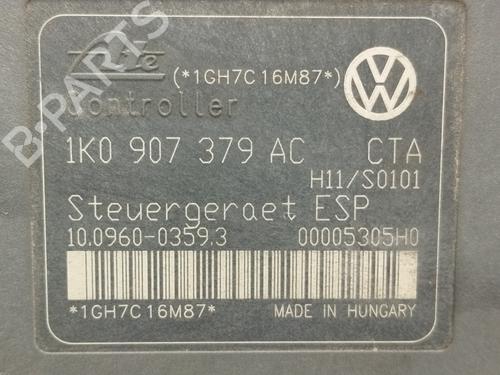 Ate (*1GH7C16M87*)
Controller
1K0 907 379 AC CTA
H11/S0101
Steuergeraet ESP
10.0960-0359.3 00005305H0
*1GH7C16M87* MADE IN HUNGARY
B-PARTS